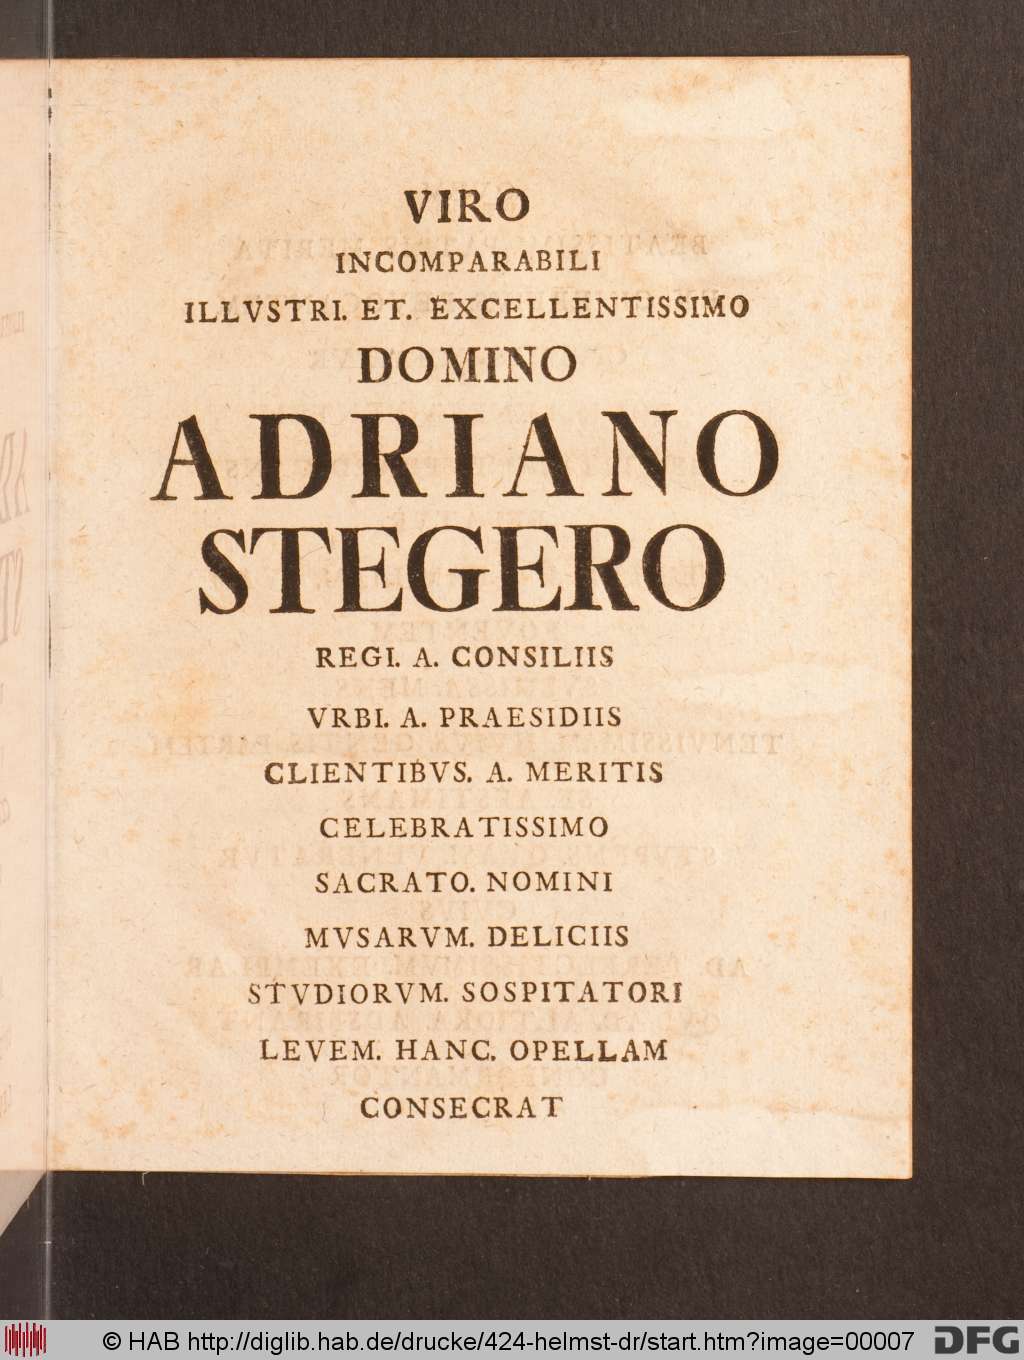 VIRO
INCOMPARABILI
ILLVSTRI. ET. EXCELLENTISSIMO
DOMINO
ADRIANO
STEGERO
REGI. A. CONSILIIS
VRBI. A. PRAESIDIIS
CLIENTIBVS. A. MERITIS
CELEBRATISSIMO
SACRATO. NOMINI
MVSARVM. DELICIIS
STVDIORVM. SOSPITATORI
LEVEM. HANC. OPELLAM
CONSECRAT
© HAB http://diglib.hab.de/drucke/424-helmst-dr/start.htm?image=00007
DFG